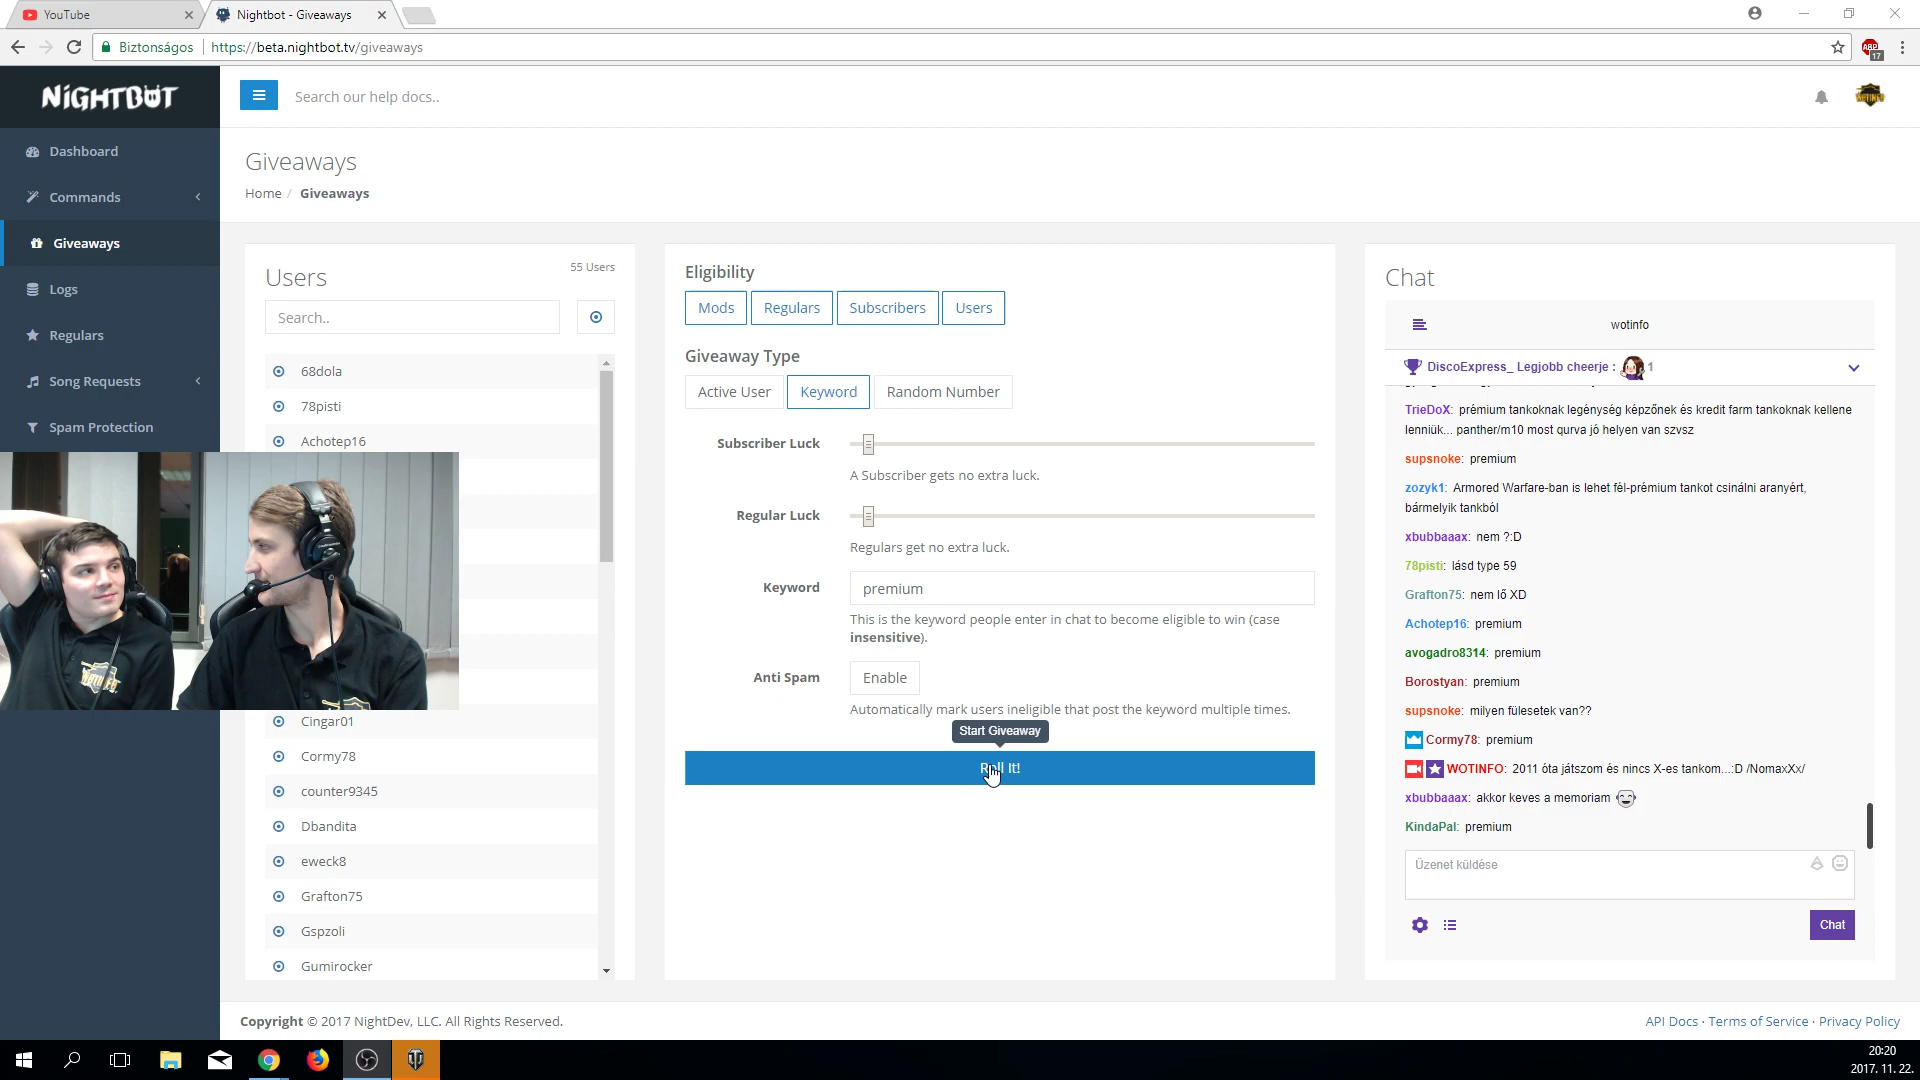 YouTube
Nightbot - Giveaways
Biztonságos
https://beta.nightbot.tv/giveaways
ABP
17
NIGHTBOT
Search our help docs..
Dashboard
Commands
Giveaways
Logs
Regulars
Song Requests
Spam Protection
Giveaways
Home / Giveaways
Users
55 Users
Search..
68dola
78pisti
Achotep16
Cingar01
Cormy78
counter9345
Dbandita
eweck8
Grafton75
Gspzoli
Gumirocker
WOTINFO
Eligibility
Mods
Regulars
Subscribers
Users
Giveaway Type
Active User
Keyword
Random Number
Subscriber Luck
A Subscriber gets no extra luck.
Regular Luck
Regulars get no extra luck.
Keyword
premium
This is the keyword people enter in chat to become eligible to win (case
insensitive).
Anti Spam
Enable
Automatically mark users ineligible that post the keyword multiple times.
Start Giveaway
Roll It!
Chat
wotinfo
DiscoExpress_ Legjobb cheerje : 1
TrieDoX: prémium tankoknak legénység képzőnek és kredit farm tankoknak kellene
lenniük... panther/m10 most qurva jó helyen van szvsz
supsnoke: premium
zozyk1: Armored Warfare-ban is lehet fél-prémium tankot csinálni aranyért,
bármelyik tankból
xbubbaaax: nem ?:D
78pisti: lásd type 59
Grafton75: nem lő XD
Achotep16: premium
avogadro8314: premium
Borostyan: premium
supsnoke: milyen fülesetek van??
Cormy78: premium
WOTINFO: 2011 óta játszom és nincs X-es tankom...:D /NomaxXx/
xbubbaaax: akkor keves a memoriam
KindaPal: premium
Üzenet küldése
Chat
Copyright © 2017 NightDev, LLC. All Rights Reserved.
API Docs · Terms of Service · Privacy Policy
20:20
2017. 11. 22.